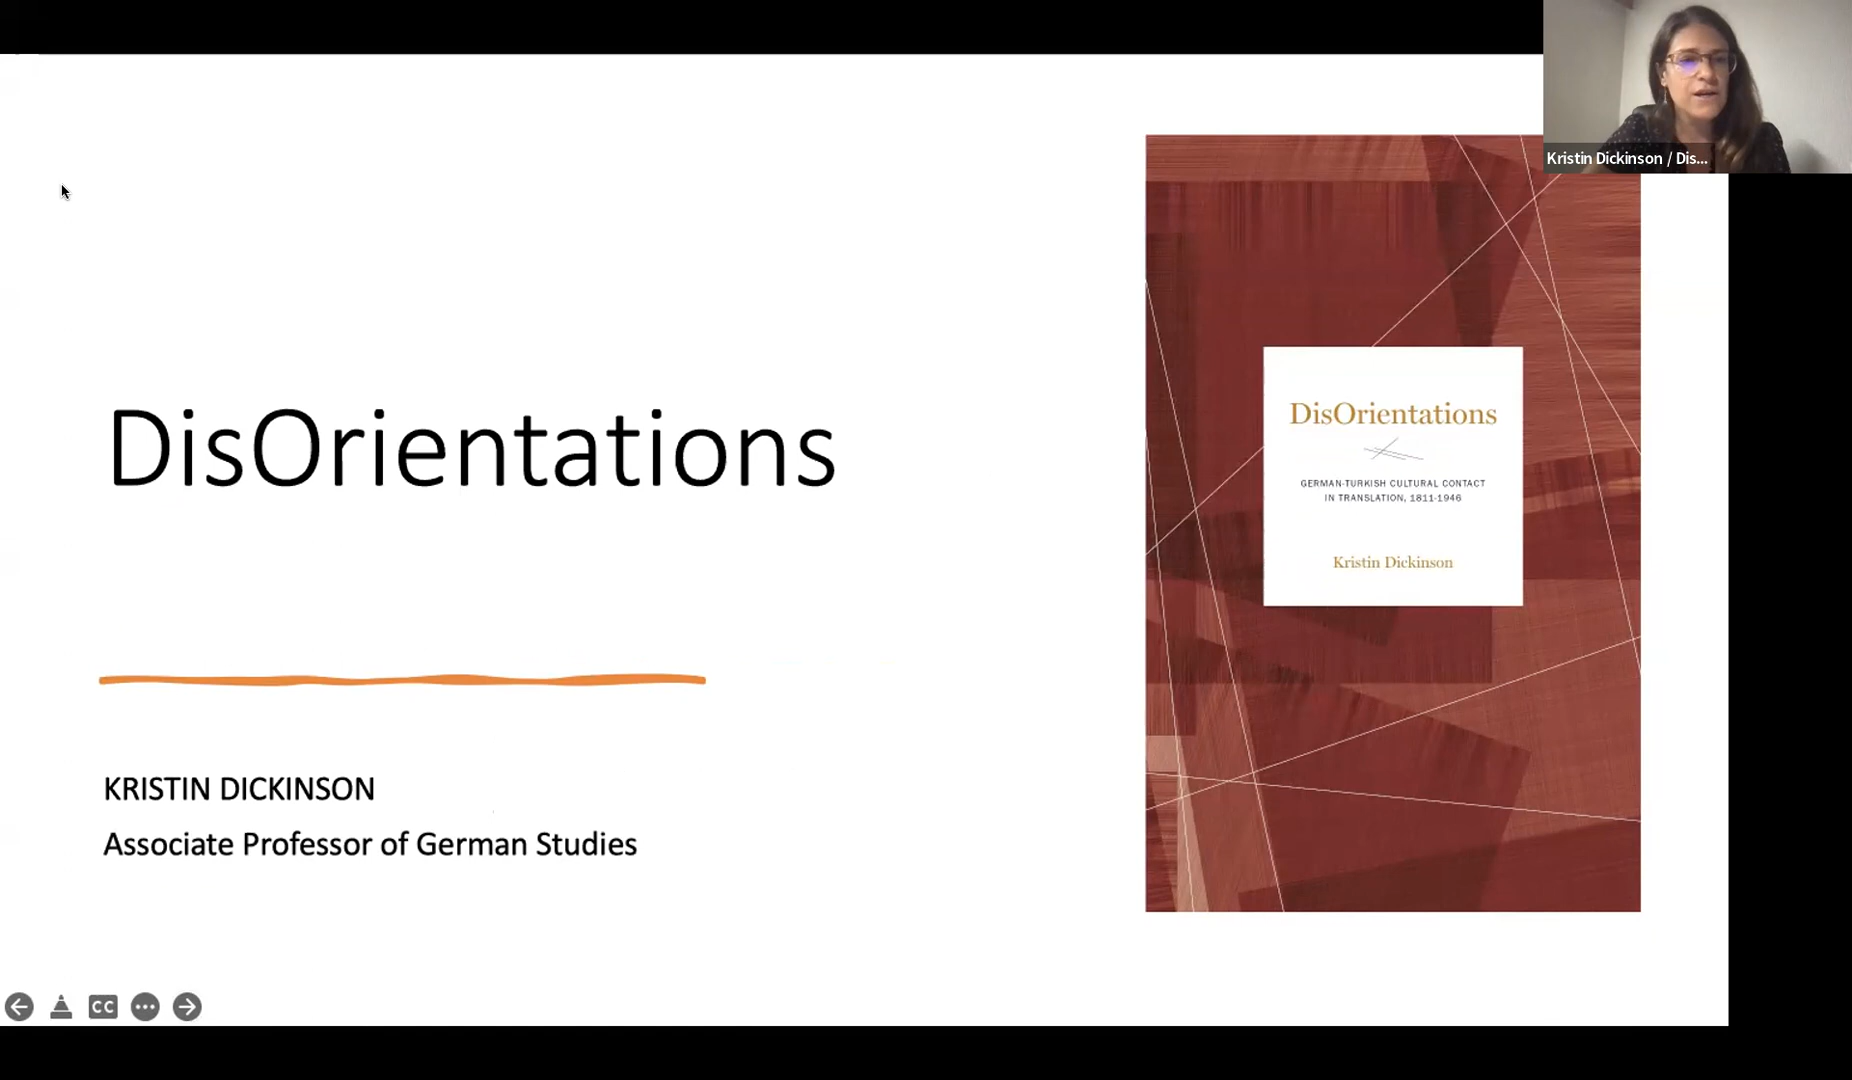 Kristin Dickinson / Dis...
DisOrientations
KRISTIN DICKINSON
Associate Professor of German Studies
DisOrientations
GERMAN-TURKISH CULTURAL CONTACT
IN TRANSLATION, 1811-1946
Kristin Dickinson
CC